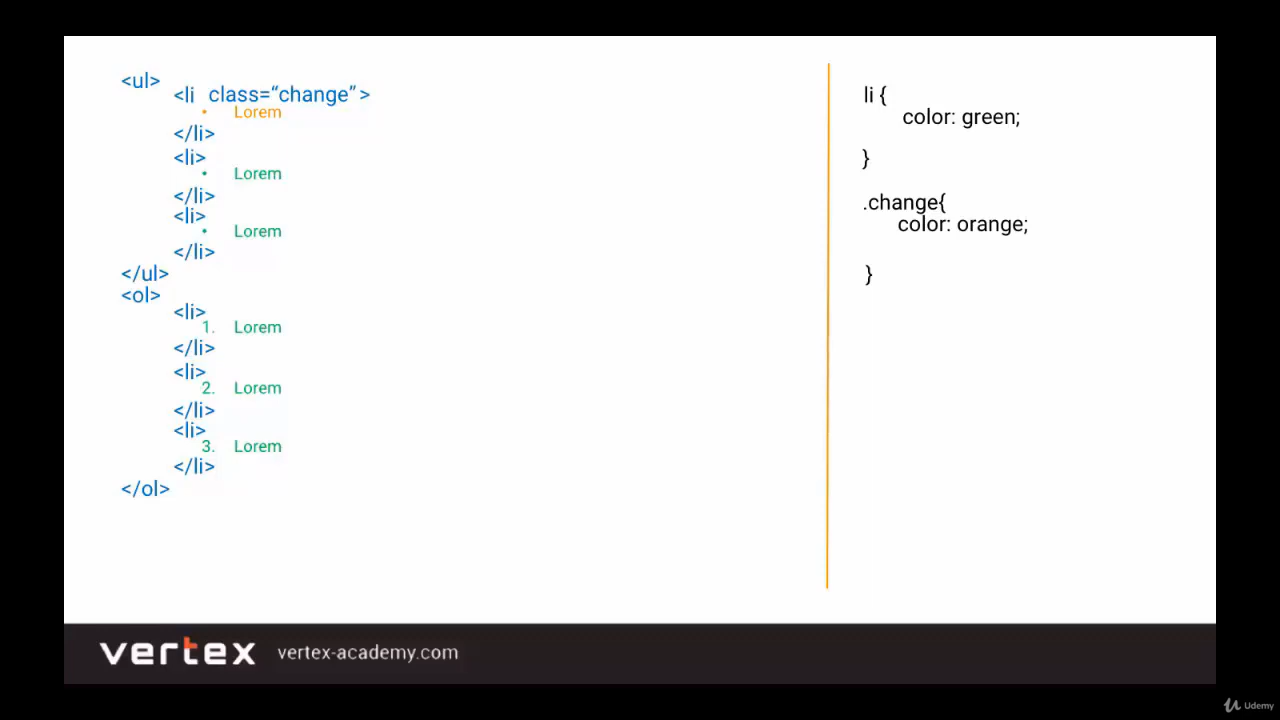 <ul>
<li class=“change”>
• Lorem
</li>
<li>
• Lorem
</li>
<li>
• Lorem
</li>
</ul>
<ol>
<li>
1. Lorem
</li>
<li>
2. Lorem
</li>
<li>
3. Lorem
</li>
</ol>
li {
color: green;
}
.change{
color: orange;
}
vertex vertex-academy.com
Udemy